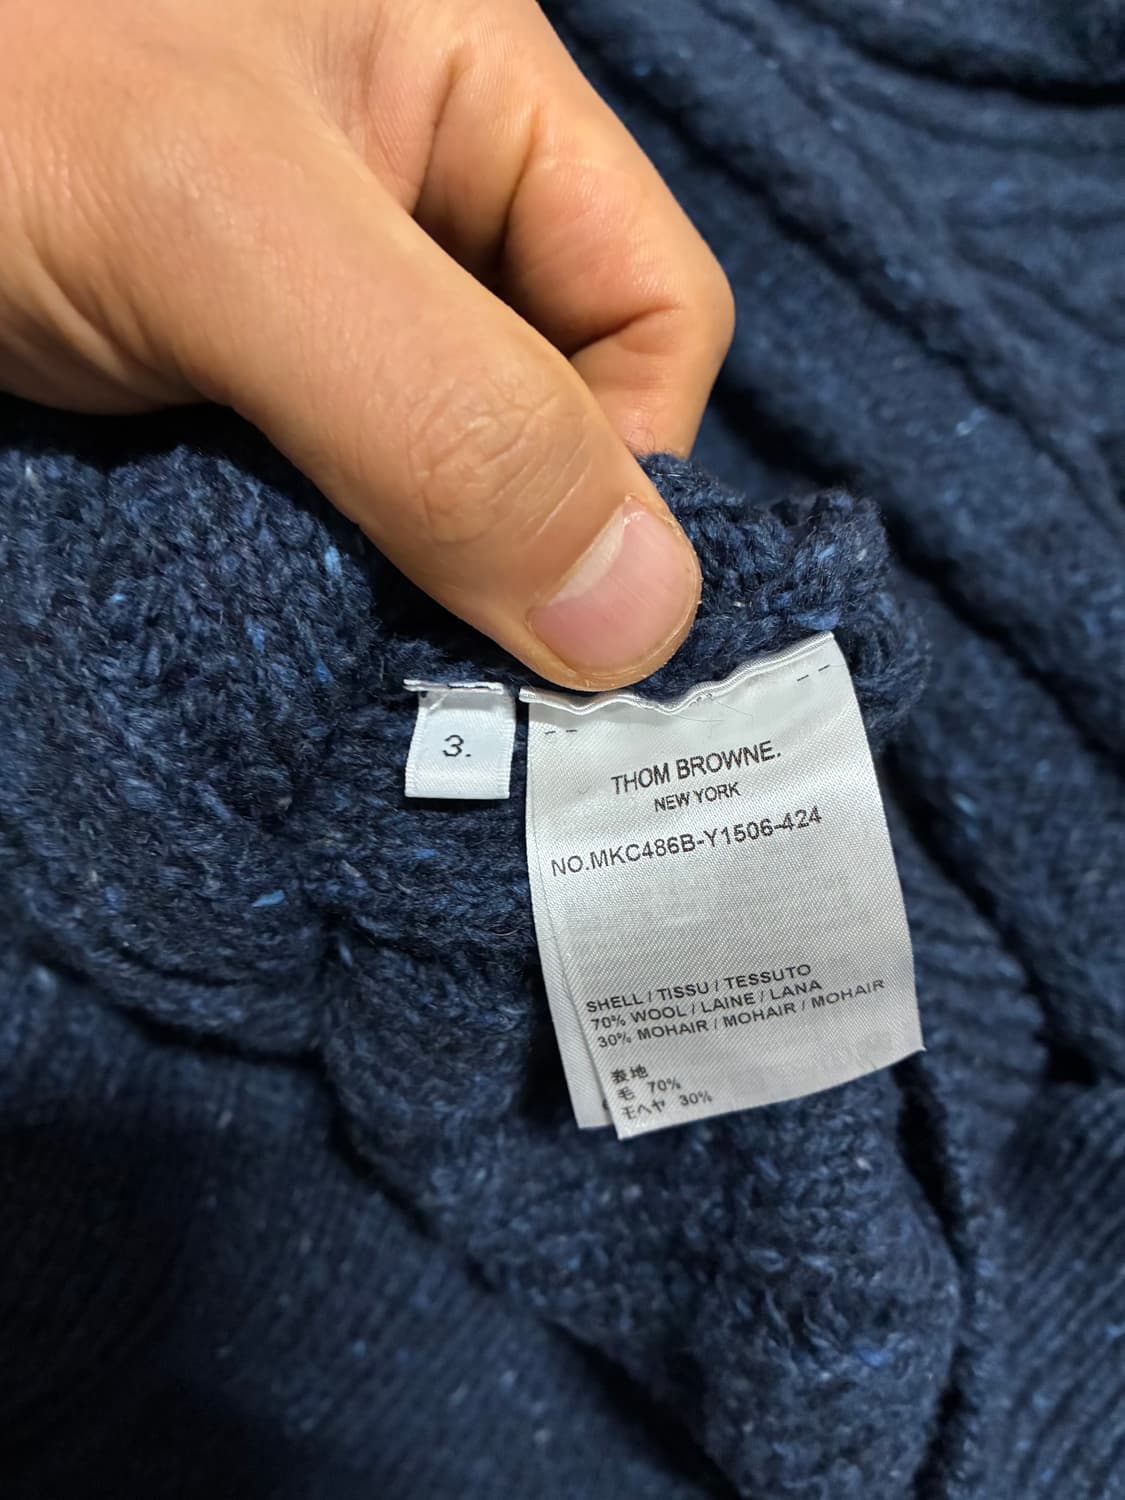 3.
THOM BROWNE.
NEW YORK
NO.MKC486B-Y1506-424
SHELL / TISSU / TESSUTO
70% WOOL / LAINE / LANA
30% MOHAIR / MOHAIR / MOHAIR
表地
毛 70%
モヘヤ 30%